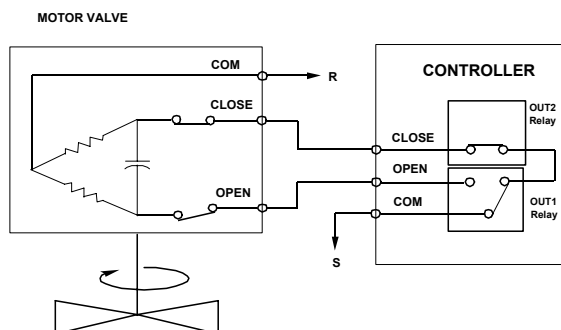 MOTOR VALVE
COM
R
CONTROLLER
CLOSE
OUT2
Relay
CLOSE
OPEN
OPEN
COM
OUT1
Relay
S